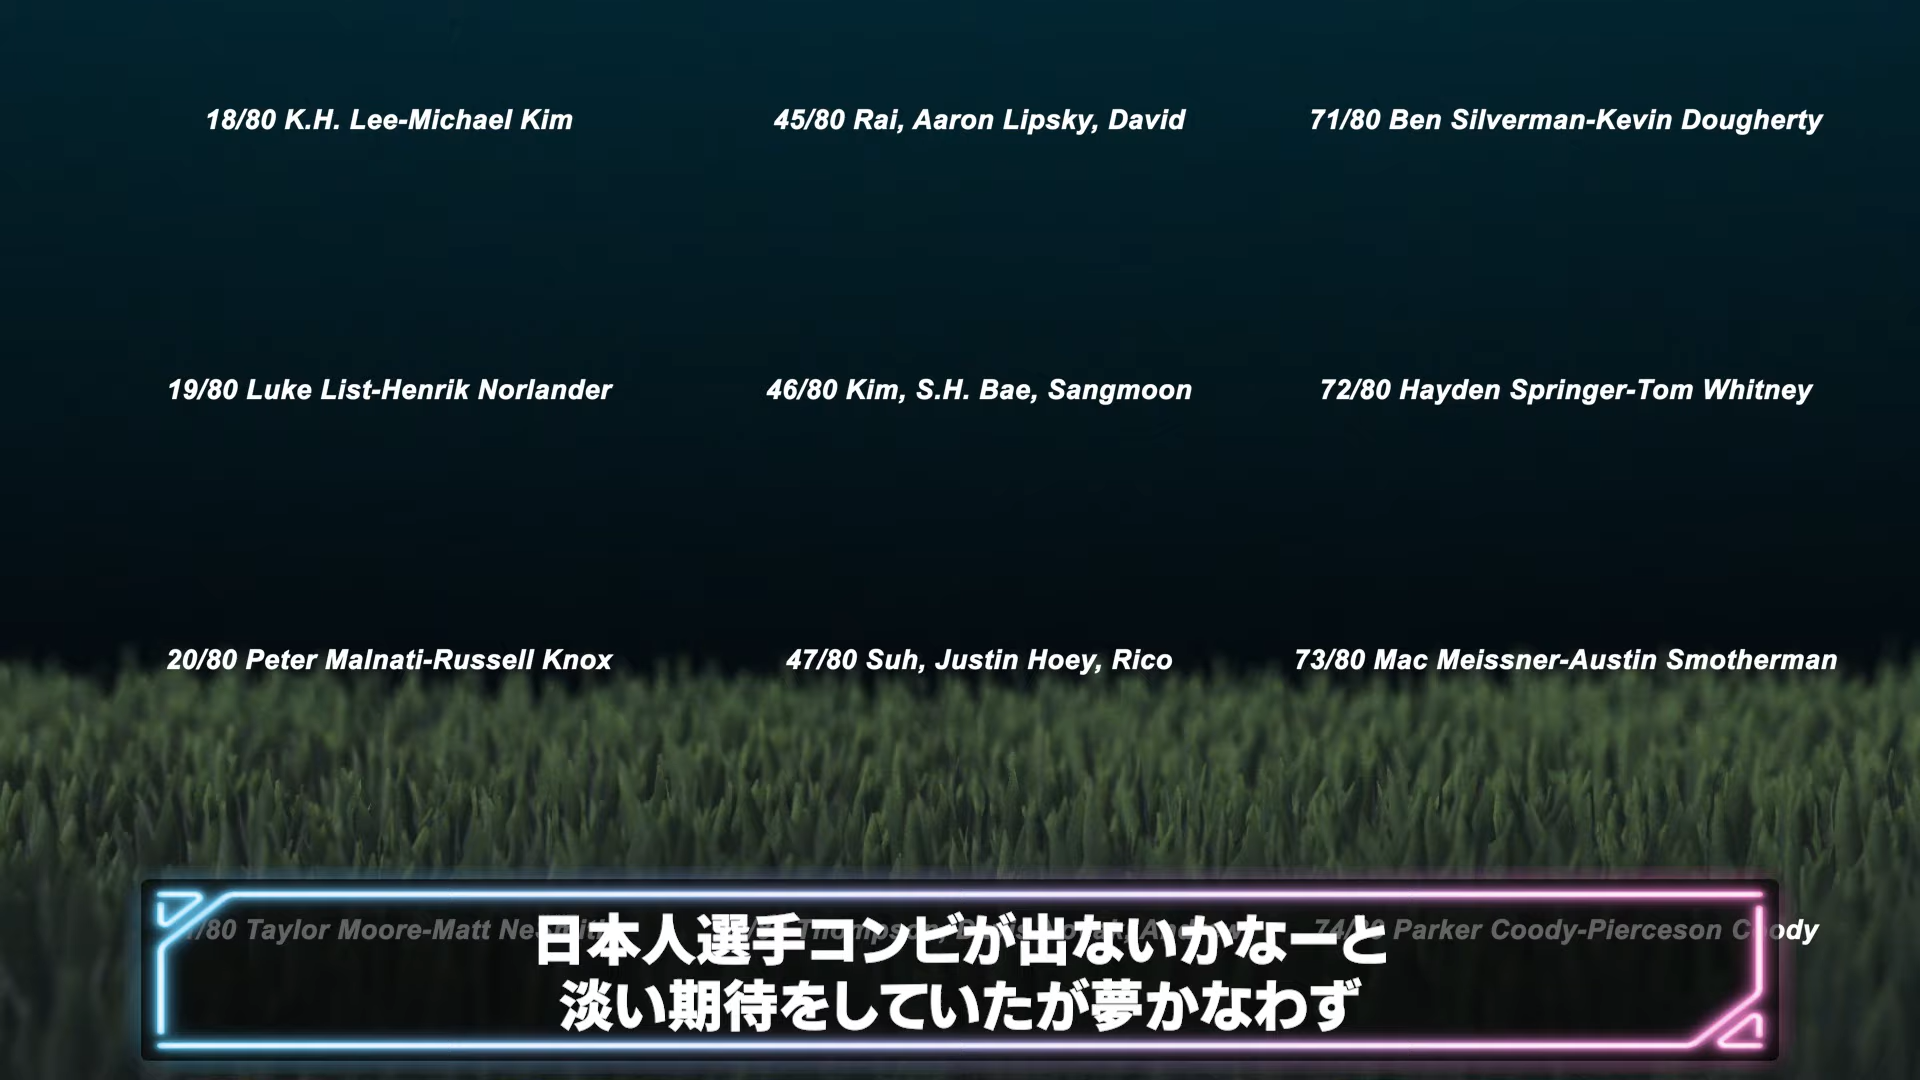 18/80 K.H. Lee-Michael Kim
45/80 Rai, Aaron Lipsky, David
71/80 Ben Silverman-Kevin Dougherty
19/80 Luke List-Henrik Norlander
46/80 Kim, S.H. Bae, Sangmoon
72/80 Hayden Springer-Tom Whitney
20/80 Peter Malnati-Russell Knox
47/80 Suh, Justin Hoey, Rico
73/80 Mac Meissner-Austin Smotherman
/80 Taylor Moore-Matt
Thompson,
Parker Coody-Pierceson Coody
日本人選手コンビが出ないかなーと
淡い期待をしていたが夢かなわず